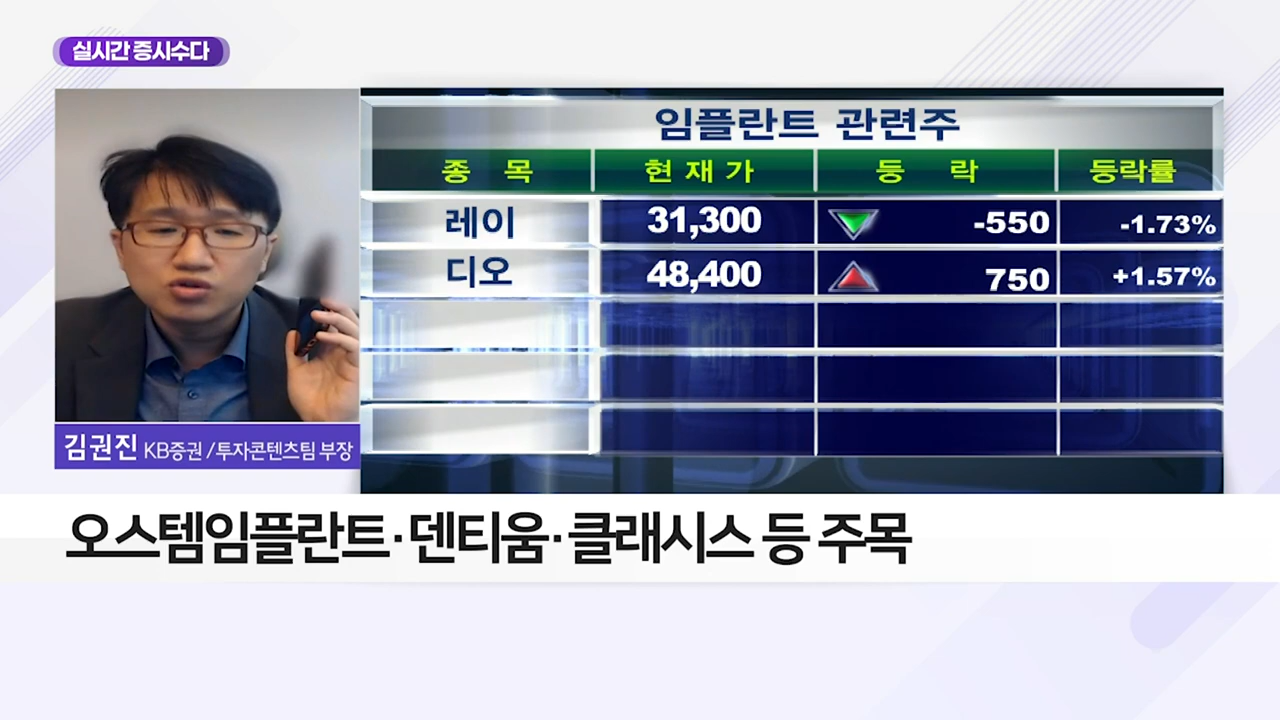 실시간 증시수다
임플란트 관련주
종 목 현 재 가 등 락 등락률
레이 31,300 -550 -1.73%
디오 48,400 750 +1.57%
김권진 KB증권 / 투자콘텐츠팀 부장
오스템임플란트·덴티움·클래시스 등 주목